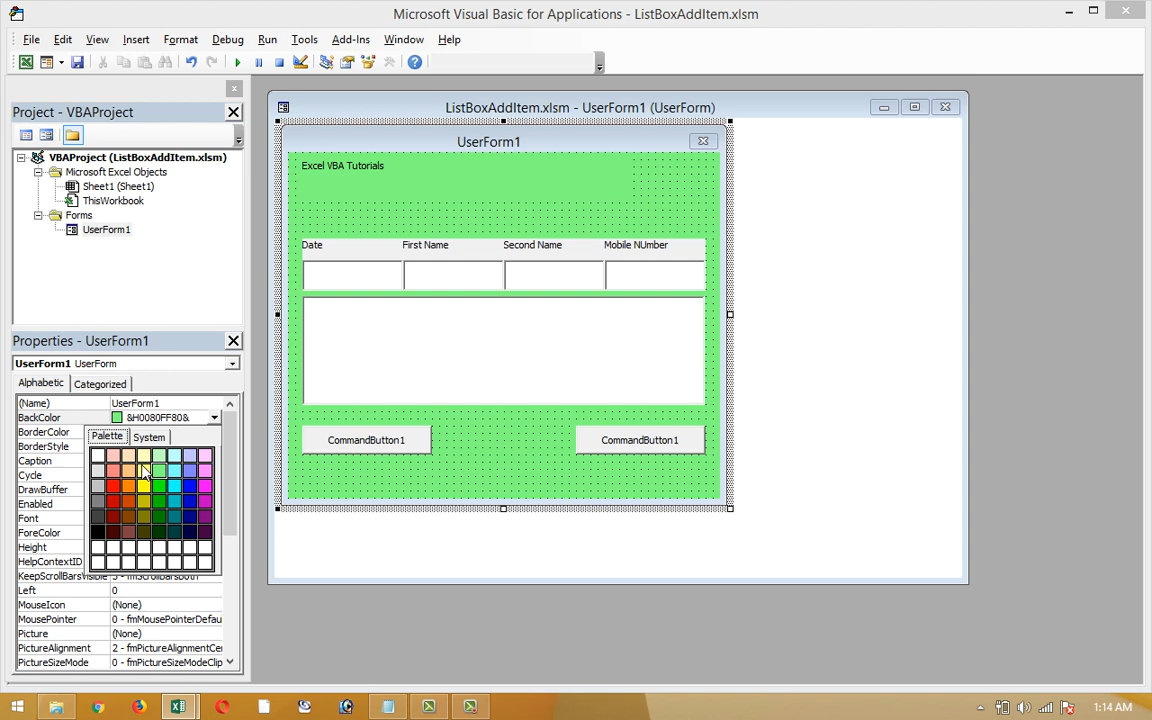 Microsoft Visual Basic for Applications - ListBoxAddItem.xlsm
File Edit View Insert Format Debug Run Tools Add-Ins Window Help
Project - VBAProject
VBAProject (ListBoxAddItem.xlsm)
Microsoft Excel Objects
Sheet1 (Sheet1)
ThisWorkbook
Forms
UserForm1
Properties - UserForm1
UserForm1 UserForm
Alphabetic Categorized
(Name) UserForm1
BackColor &H0080FF80&
BorderColor
BorderStyle
Caption
Cycle
DrawBuffer
Enabled
Font
ForeColor
Height
HelpContextID
Palette System
KeepScrollBarsVisible 3 - fmScrollBarsBoth
Left 0
MouseIcon (None)
MousePointer 0 - fmMousePointerDefau
Picture (None)
PictureAlignment 2 - fmPictureAlignmentCen
PictureSizeMode 0 - fmPictureSizeModeClip
ListBoxAddItem.xlsm - UserForm1 (UserForm)
UserForm1
Excel VBA Tutorials
Date First Name Second Name Mobile NUmber
CommandButton1 CommandButton1
1:14 AM